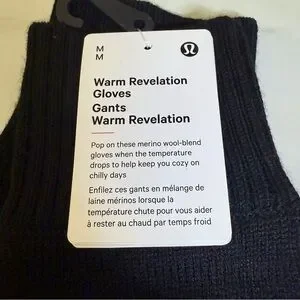 M
M
Warm Revelation
Gloves
Gants
Warm Revelation
Pop on these merino wool-blend
gloves when the temperature
drops to help keep you cozy on
chilly days
Enfilez ces gants en mélange de
laine mérinos lorsque la
température chute pour vous aider
à rester au chaud par temps froid